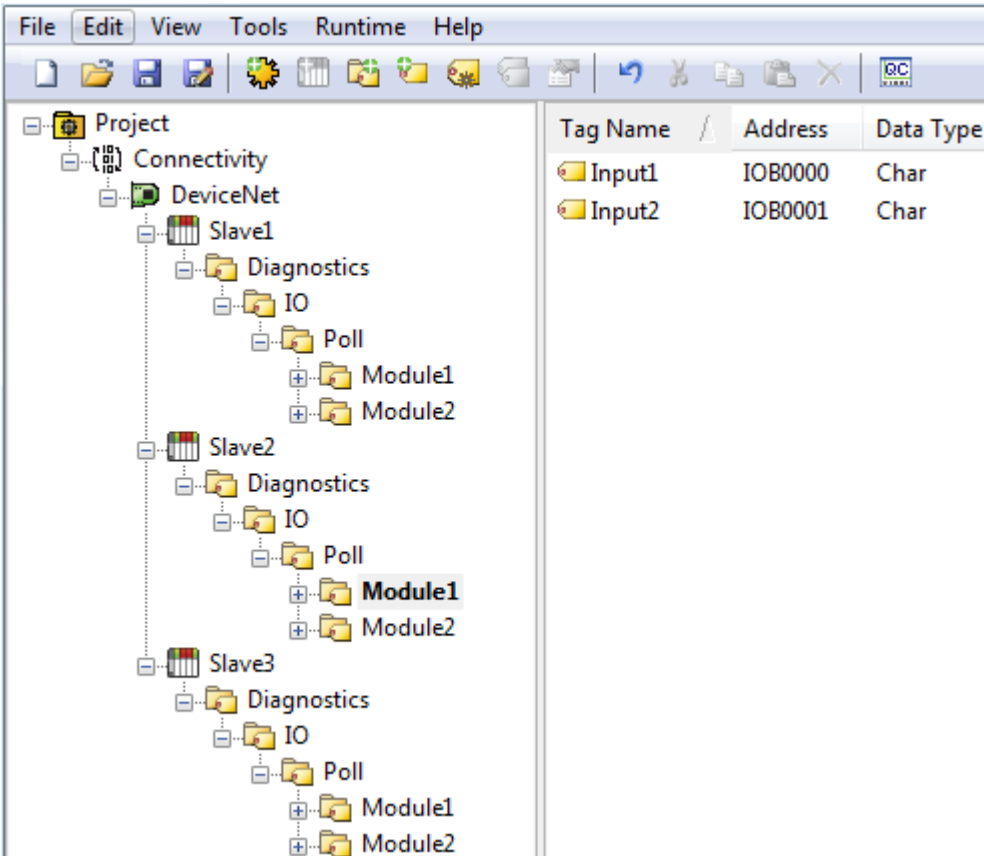 File Edit View Tools Runtime Help
QC
Project
Connectivity
DeviceNet
Slave1
Diagnostics
IO
Poll
Module1
Module2
Slave2
Diagnostics
IO
Poll
Module1
Module2
Slave3
Diagnostics
IO
Poll
Module1
Module2
Tag Name Address Data Type
Input1 IOB0000 Char
Input2 IOB0001 Char